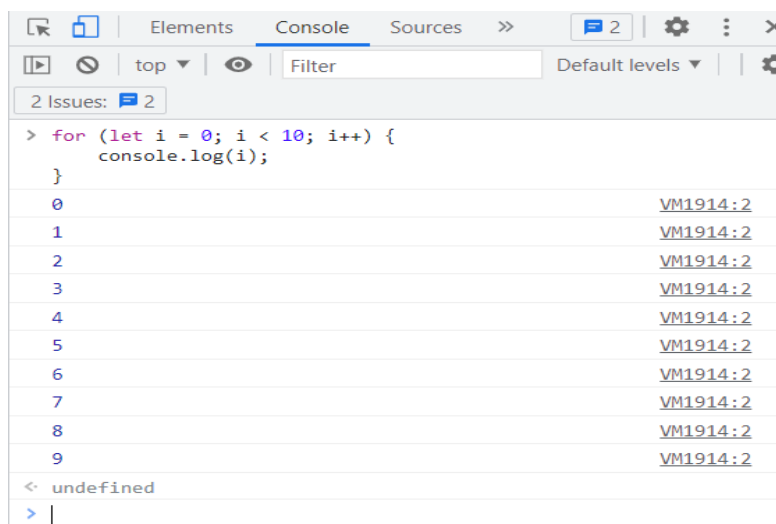 Elements Console Sources » 2
top ▼ Filter Default levels ▼
2 Issues: 2
> for (let i = 0; i < 10; i++) {
console.log(i);
}
0 VM1914:2
1 VM1914:2
2 VM1914:2
3 VM1914:2
4 VM1914:2
5 VM1914:2
6 VM1914:2
7 VM1914:2
8 VM1914:2
9 VM1914:2
undefined
>